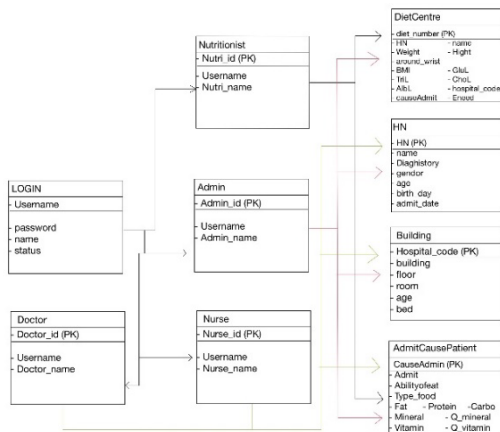 DietCentre
- diet_number (PK)
- HN - name
- Weight - Hight
- around_wrist
- BMI - GluL
- TriL - ChoL
- AlbL - hospital_code
- causeAdmit - Eneed
Nutritionist
- Nutri_id (PK)
- Username
- Nutri_name
HN
- HN (PK)
- name
- Diaghistory
- gendor
- age
- birth_day
- admit_date
LOGIN
- Username
- password
- name
- status
Admin
- Admin_id (PK)
- Username
- Admin_name
Building
- Hospital_code (PK)
- building
- floor
- room
- age
- bed
Doctor
- Doctor_id (PK)
- Username
- Doctor_name
Nurse
- Nurse_id (PK)
- Username
- Nurse_name
AdmitCausePatient
- CauseAdmin (PK)
- Admit
- Abilityofeat
- Type_food
- Fat - Protein - Carbo
- Mineral - Q_mineral
- Vitamin - Q_vitamin